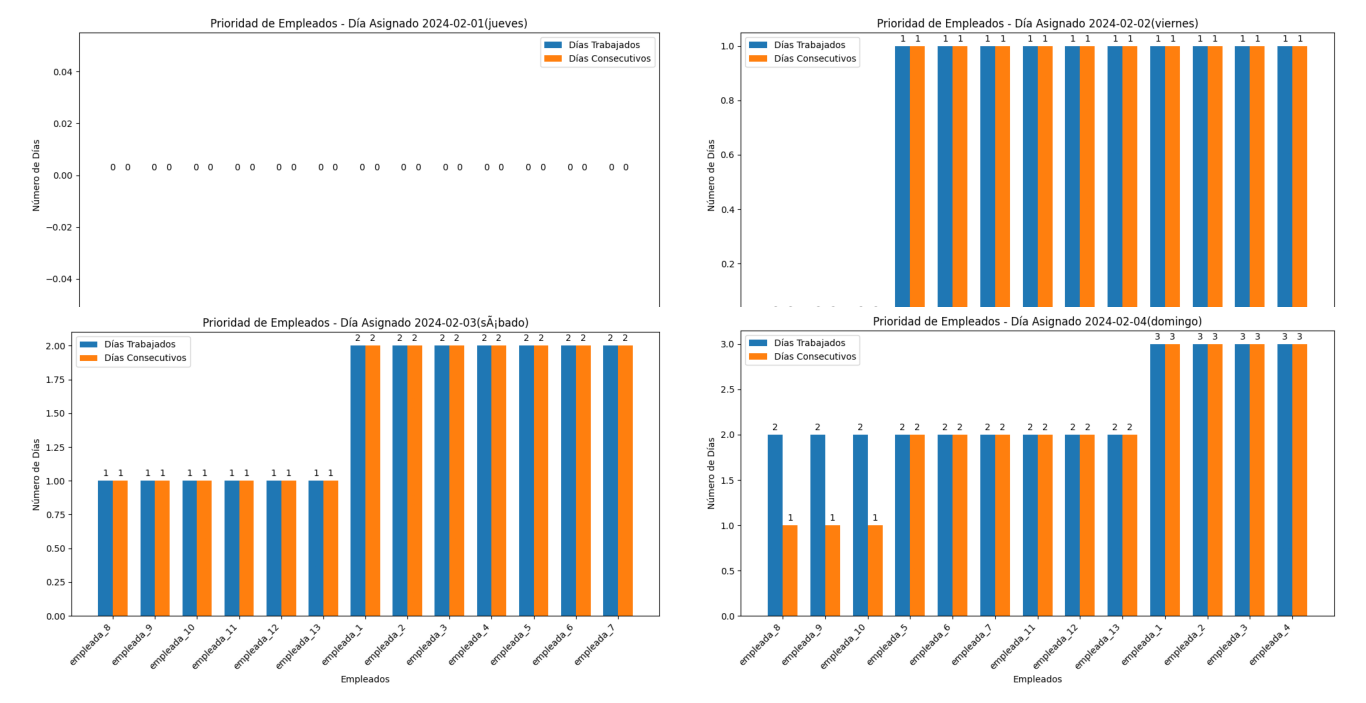 Prioridad de Empleados - Día Asignado 2024-02-01(jueves)
Días Trabajados
Días Consecutivos
0.04
0.02
0.00
−0.02
−0.04
Número de Días
0 0 0 0 0 0 0 0 0 0 0 0 0 0 0 0 0 0 0 0 0 0 0 0 0 0
Prioridad de Empleados - Día Asignado 2024-02-02(viernes)
Días Trabajados
Días Consecutivos
1 1 1 1 1 1 1 1 1 1 1 1 1 1 1 1 1 1 1 1
1.0
0.8
0.6
0.4
0.2
Número de Días
Prioridad de Empleados - Día Asignado 2024-02-03(sÃ¡bado)
Días Trabajados
Días Consecutivos
2 2 2 2 2 2 2 2 2 2 2 2 2 2
1 1 1 1 1 1 1 1 1 1 1 1
2.00
1.75
1.50
1.25
1.00
0.75
0.50
0.25
0.00
Número de Días
empleada_8
empleada_9
empleada_10
empleada_11
empleada_12
empleada_13
empleada_1
empleada_2
empleada_3
empleada_4
empleada_5
empleada_6
empleada_7
Empleados
Prioridad de Empleados - Día Asignado 2024-02-04(domingo)
Días Trabajados
Días Consecutivos
3 3 3 3 3 3 3 3
2 2 2 2 2 2 2 2 2 2 2 2 2 2 2
1 1 1
3.0
2.5
2.0
1.5
1.0
0.5
0.0
Número de Días
empleada_8
empleada_9
empleada_10
empleada_5
empleada_6
empleada_7
empleada_11
empleada_12
empleada_13
empleada_1
empleada_2
empleada_3
empleada_4
Empleados